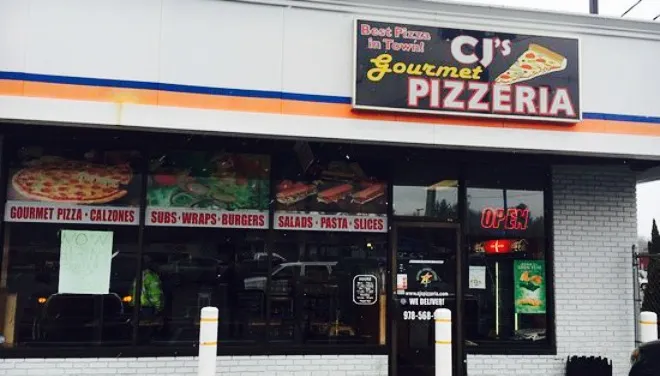 Best Pizza
in Town!
CJ's
Gourmet
PIZZERIA
GOURMET PIZZA · CALZONES
SUBS · WRAPS · BURGERS
SALADS · PASTA · SLICES
OPEN
WE DELIVER!
978-568-